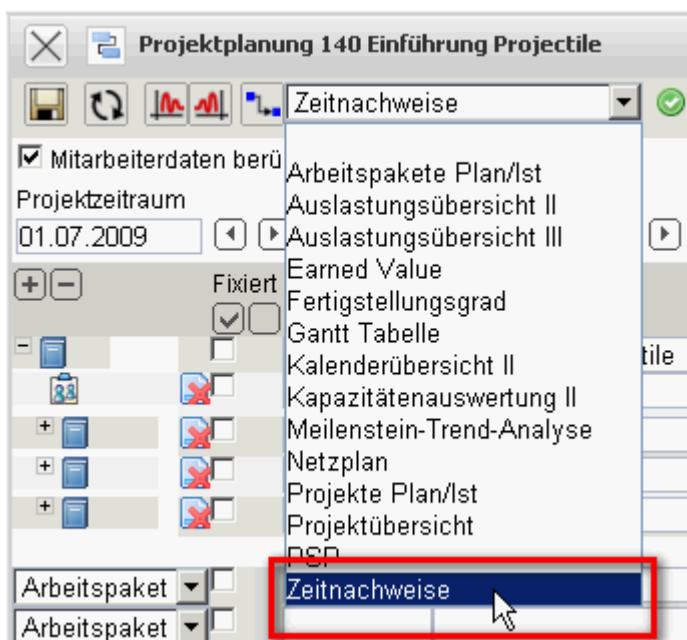 Projektplanung 140 Einführung Projectile
Zeitnachweise
Mitarbeiterdaten berü
Arbeitspakete Plan/Ist
Projektzeitraum
Auslastungsübersicht II
01.07.2009
Auslastungsübersicht III
Earned Value
Fixiert
Fertigstellungsgrad
Gantt Tabelle
tile
Kalenderübersicht II
Kapazitätenauswertung II
Meilenstein-Trend-Analyse
Netzplan
Projekte Plan/Ist
Projektübersicht
PSP
Zeitnachweise
Arbeitspaket
Arbeitspaket